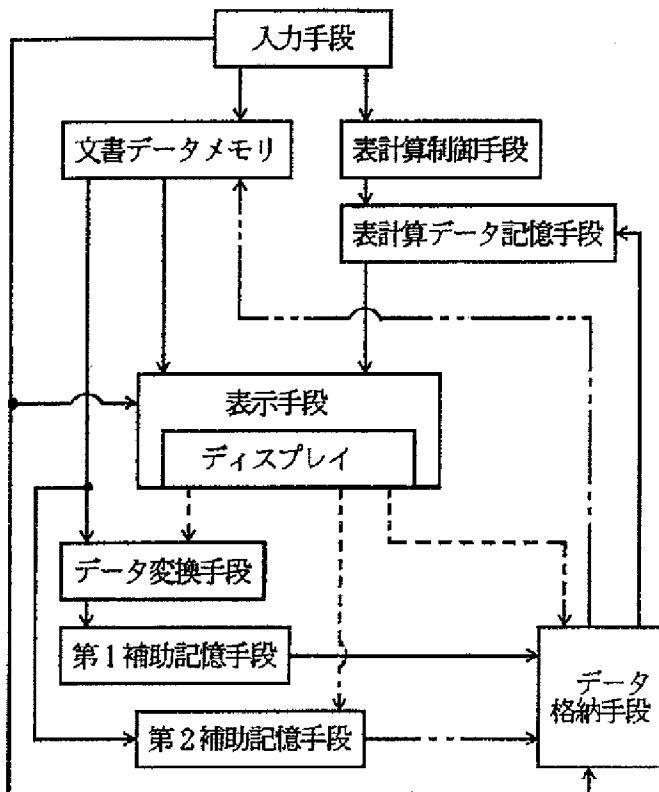 入力手段
文書データメモリ
表計算制御手段
表計算データ記憶手段
表示手段
ディスプレイ
データ変換手段
第1補助記憶手段
データ
格納手段
第2補助記憶手段